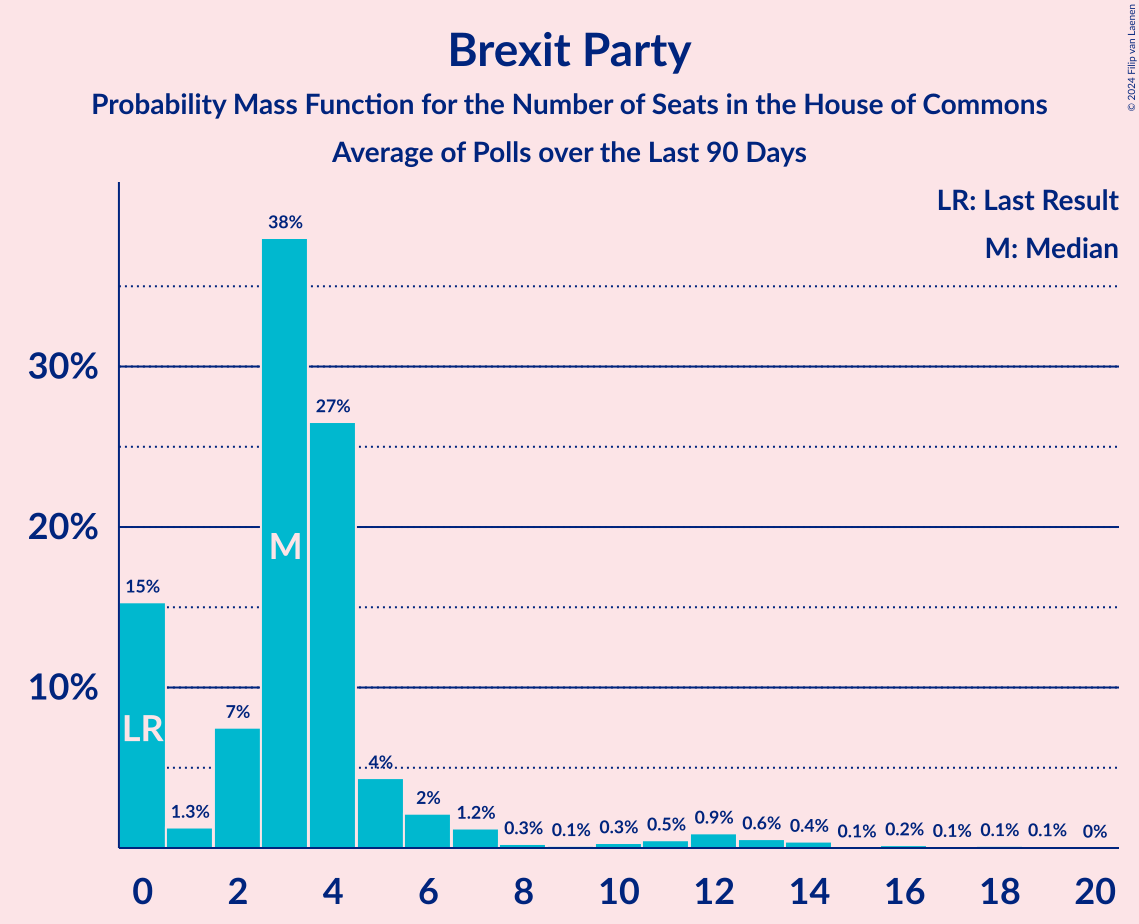 Brexit Party
Probability Mass Function for the Number of Seats in the House of Commons
Average of Polls over the Last 90 Days
© 2024 Filip van Laenen
LR: Last Result
M: Median
38%
30%
27%
20%
M
15%
10%
LR
7%
4%
1.3%
2%
1.2%
0.3%
0.1%
0.3%
0.5%
0.9%
0.6%
0.4%
0.1%
0.2%
0.1%
0.1%
0.1%
0%
0 2 4 6 8 10 12 14 16 18 20